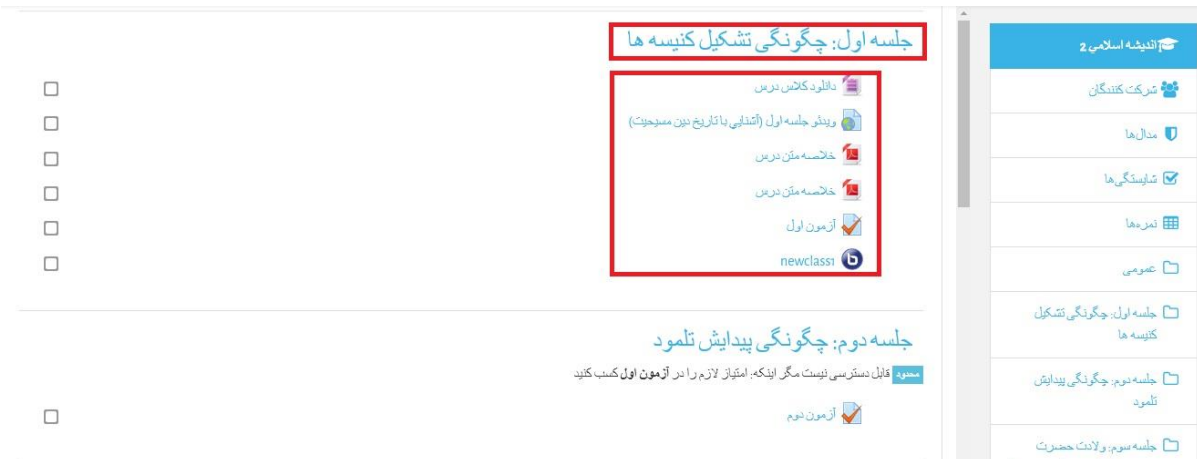 جلسه اول: چگونگی تشکیل کنیسه ها
دانلود کلاس درس
ویدئو جلسه اول (آشنایی با تاریخ دین مسیحیت)
خلاصه متن درس
خلاصه متن درس
آزمون اول
newclass1
جلسه دوم: چگونگی پیدایش تلمود
محدود قابل دسترسی نیست مگر اینکه: امتیاز لازم را در آزمون اول کسب کنید
آزمون دوم
اندیشه اسلامي 2
شرکت کنندگان
مدال‌ها
شایستگی‌ها
نمره‌ها
عمومی
جلسه اول: چگونگی تشکیل
کنیسه ها
جلسه دوم: چگونگی پیدایش
تلمود
جلسه سوم: ولادت حضرت